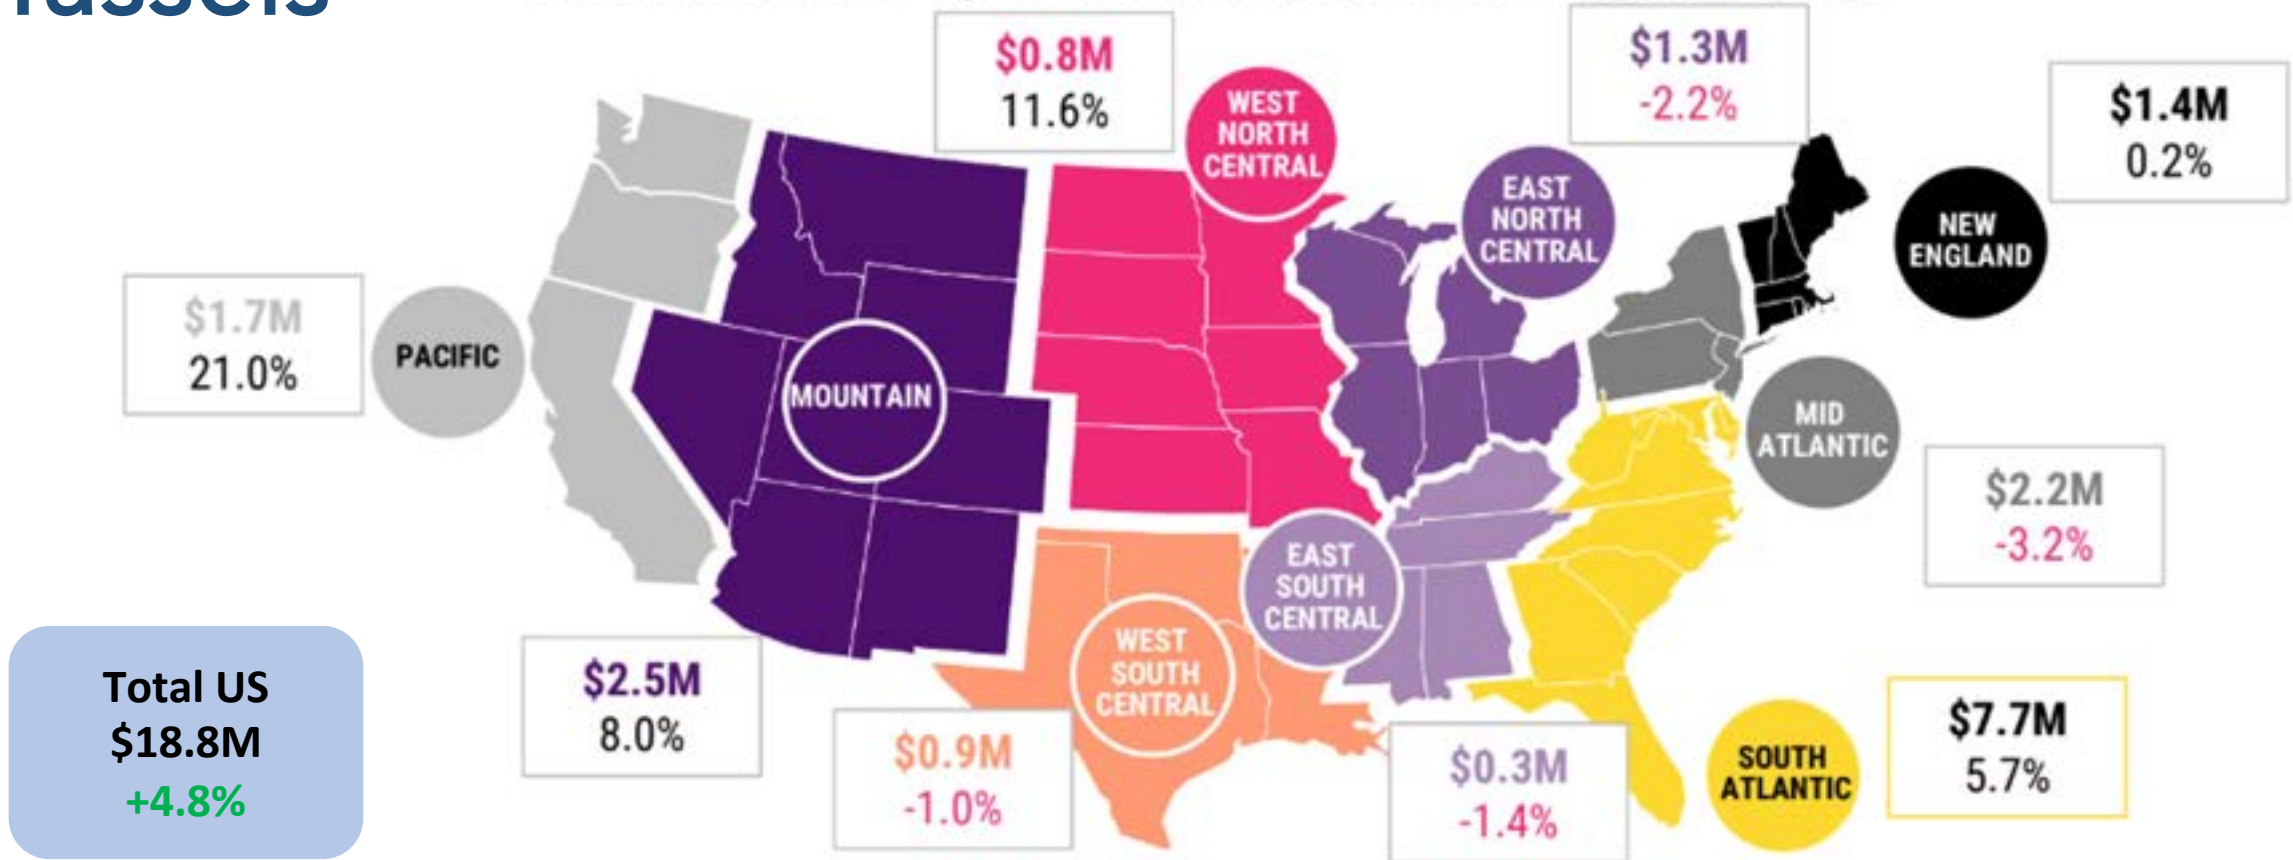 $0.8M
11.6%
WEST
NORTH
CENTRAL
$1.3M
-2.2%
EAST
NORTH
CENTRAL
$1.4M
0.2%
NEW
ENGLAND
$1.7M
21.0%
PACIFIC
MOUNTAIN
MID
ATLANTIC
$2.2M
-3.2%
EAST
SOUTH
CENTRAL
WEST
SOUTH
CENTRAL
Total US
$18.8M
+4.8%
$2.5M
8.0%
$0.9M
-1.0%
$0.3M
-1.4%
SOUTH
ATLANTIC
$7.7M
5.7%